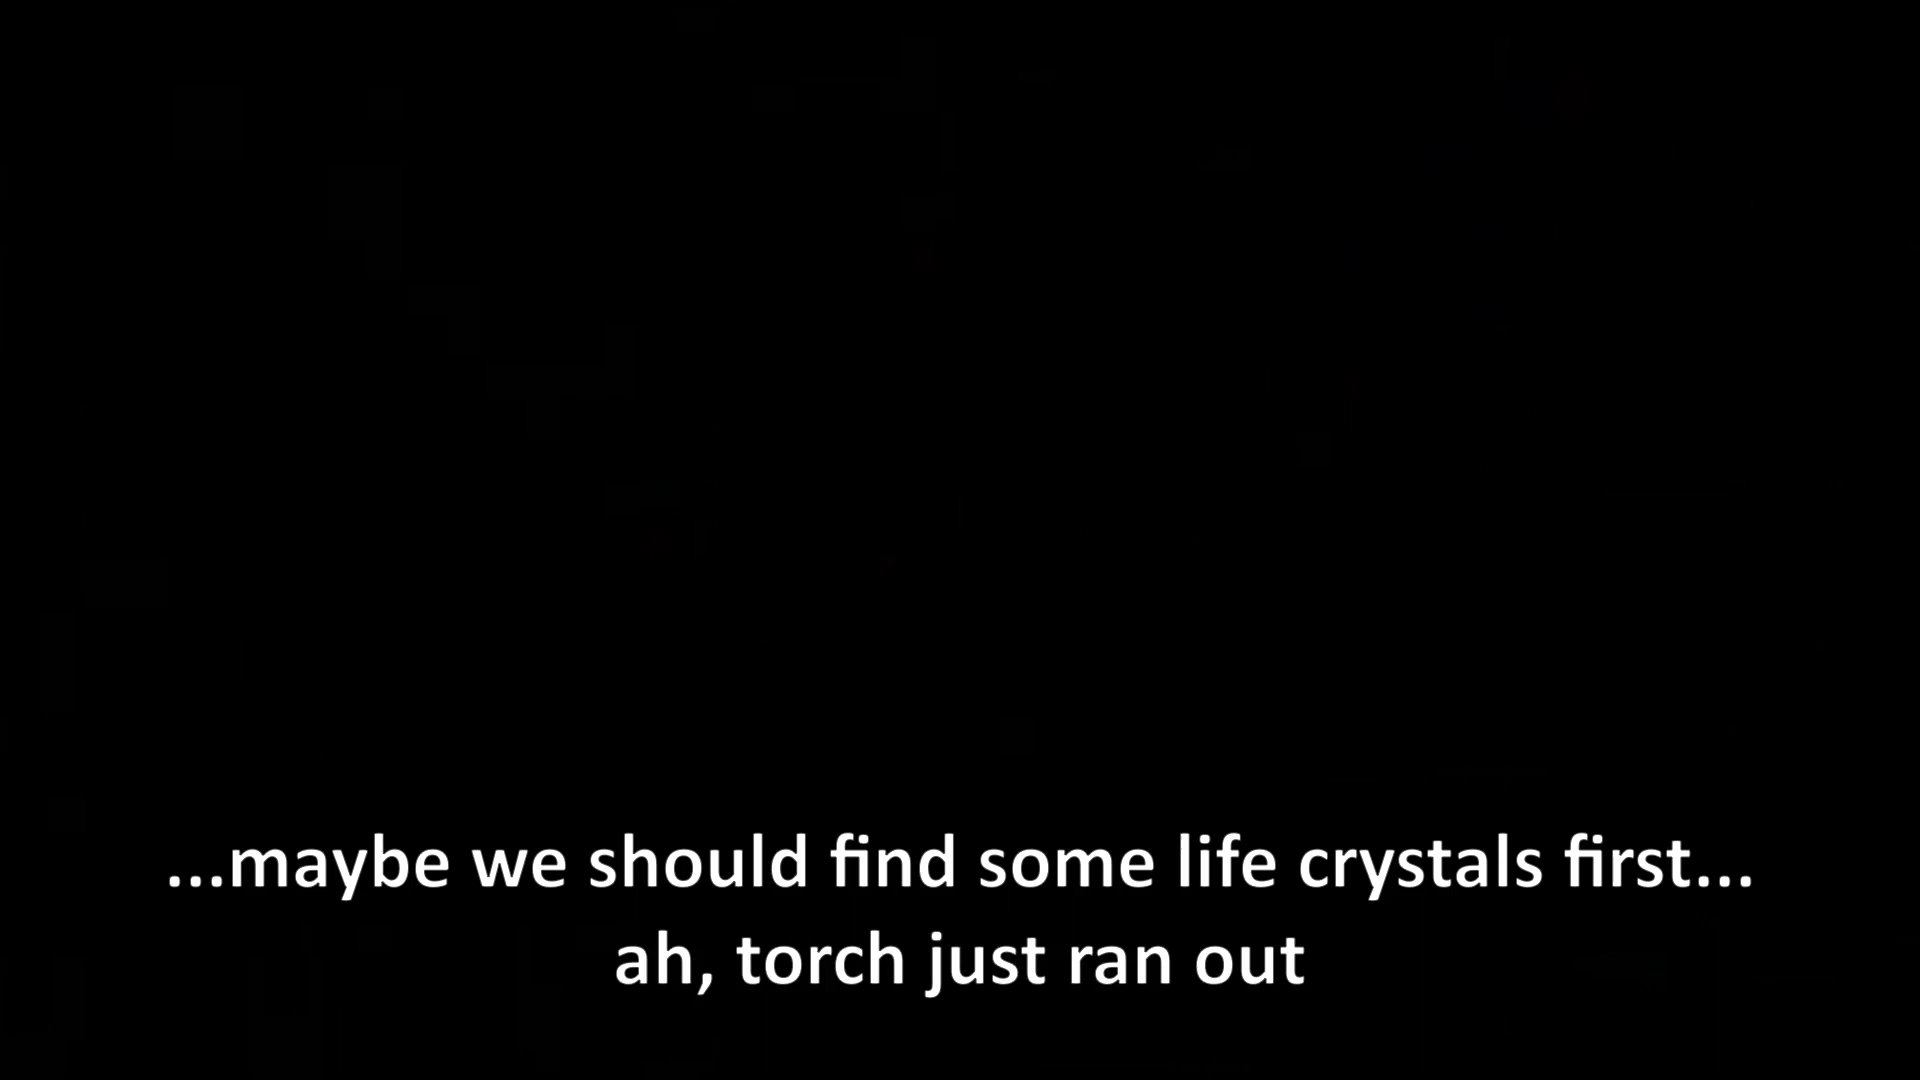 ...maybe we should find some life crystals first...
ah, torch just ran out